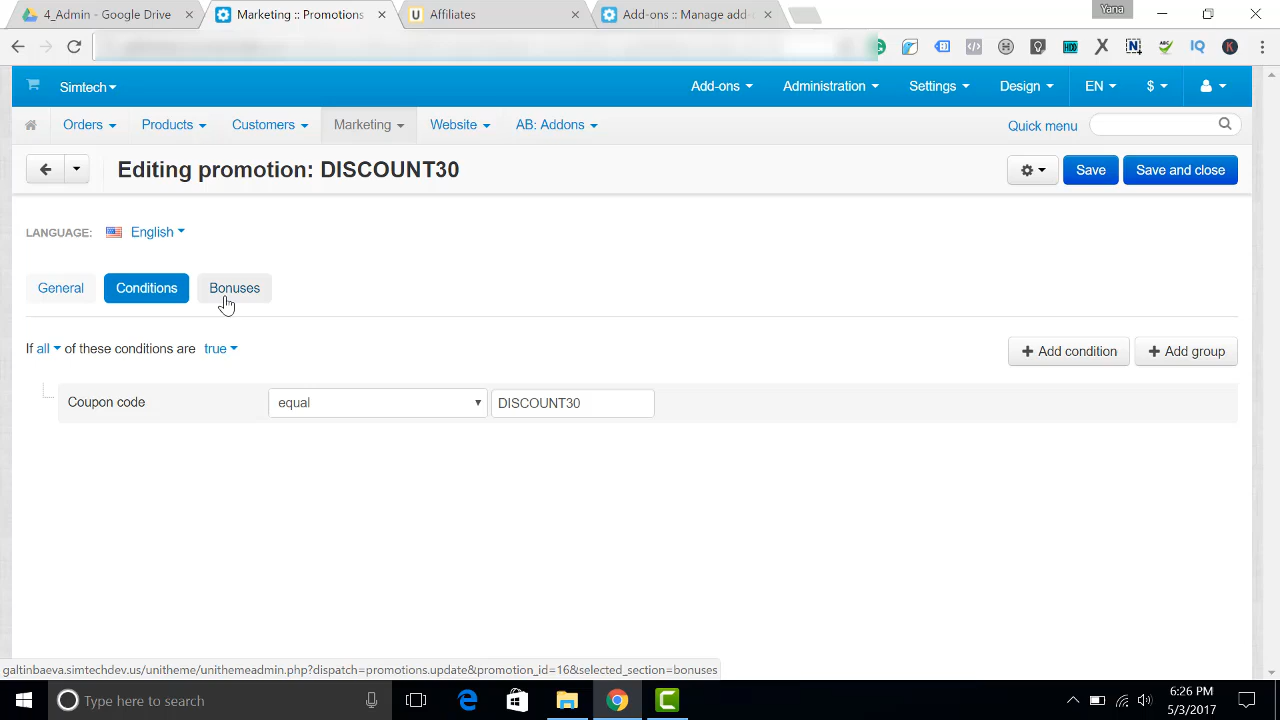 4_Admin – Google Drive
Marketing :: Promotions
Affiliates
Add-ons :: Manage add-
Yana
Simtech
Add-ons
Administration
Settings
Design
EN
$
Orders
Products
Customers
Marketing
Website
AB: Addons
Quick menu
Editing promotion: DISCOUNT30
Save
Save and close
LANGUAGE:
English
General
Conditions
Bonuses
If all of these conditions are true
Add condition
Add group
Coupon code
equal
DISCOUNT30
galtinbaeva.simtechdev.us/unitheme/unithemeadmin.php?dispatch=promotions.update&promotion_id=16&selected_section=bonuses
Type here to search
6:26 PM
5/3/2017